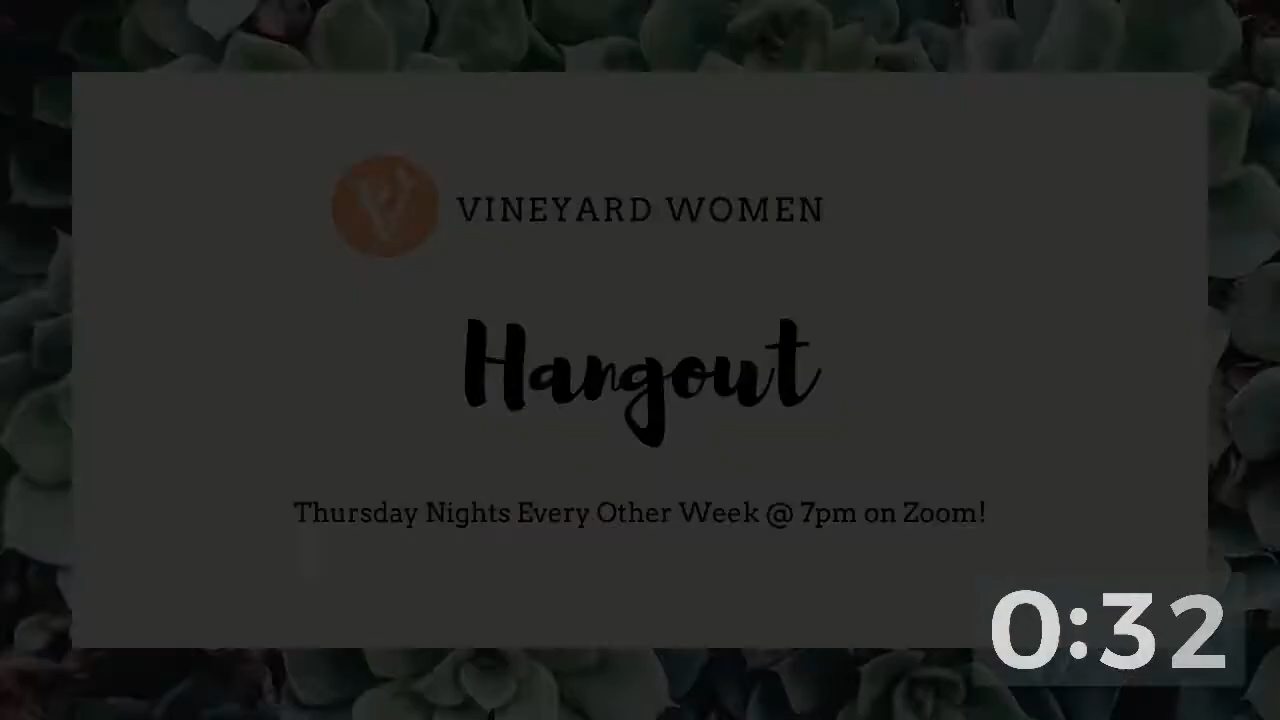 VINEYARD WOMEN
Hangout
Thursday Nights Every Other Week @ 7pm on Zoom!
0:32